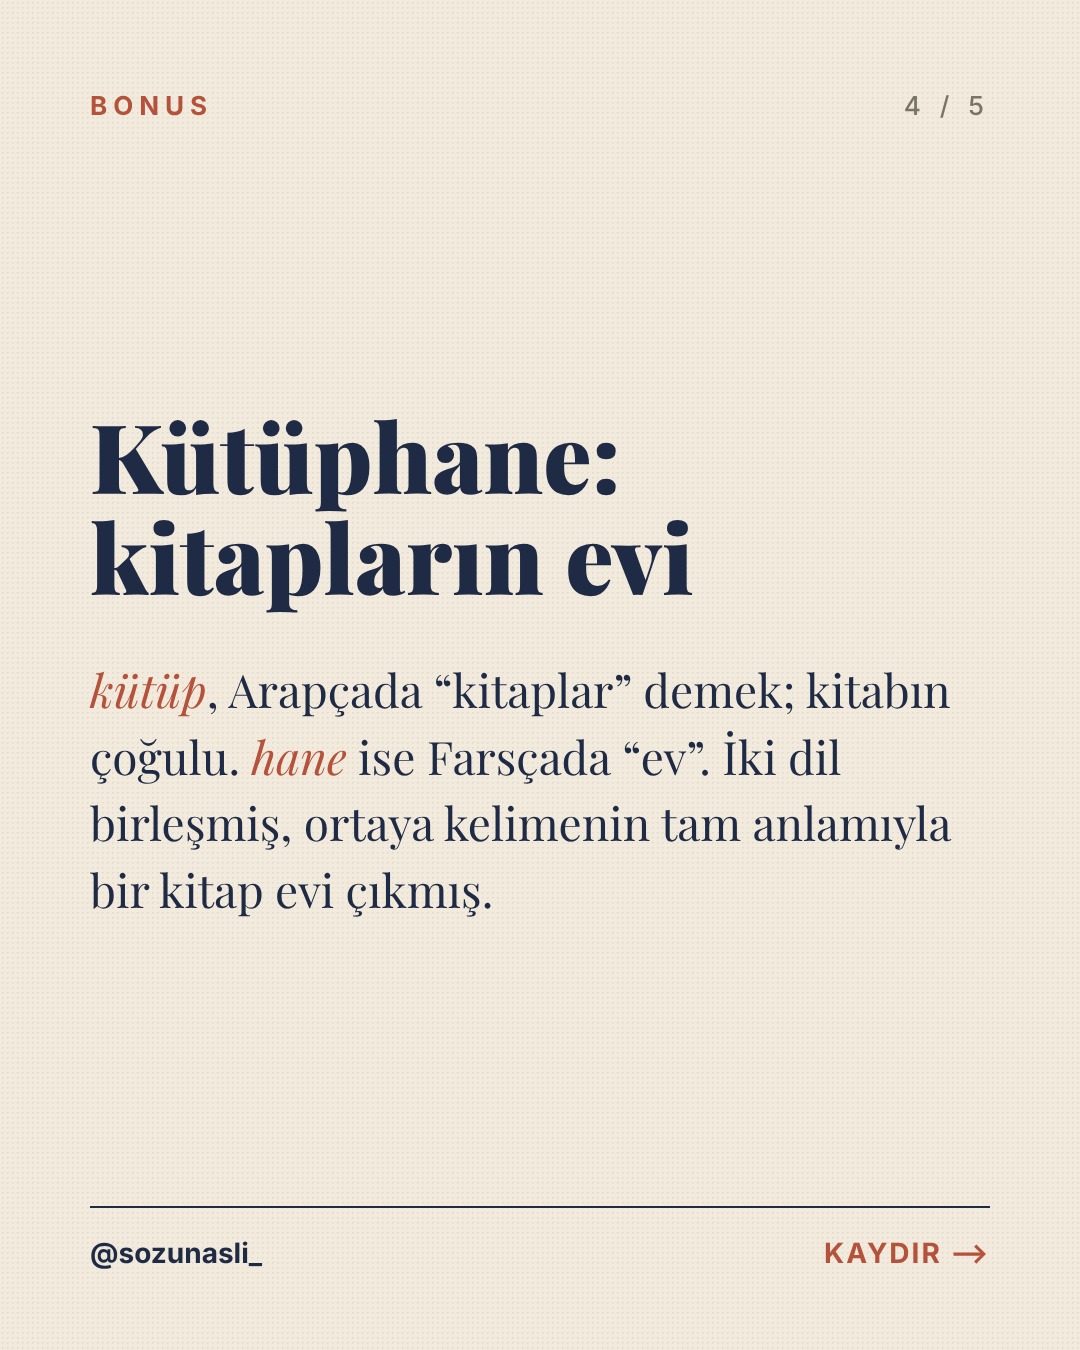 BONUS
4 / 5
Kütüphane:
kitapların evi
kütüp, Arapçada “kitaplar” demek; kitabın
çoğulu. hane ise Farsçada “ev”. İki dil
birleşmiş, ortaya kelimenin tam anlamıyla
bir kitap evi çıkmış.
@sozunasli_
KAYDIR →